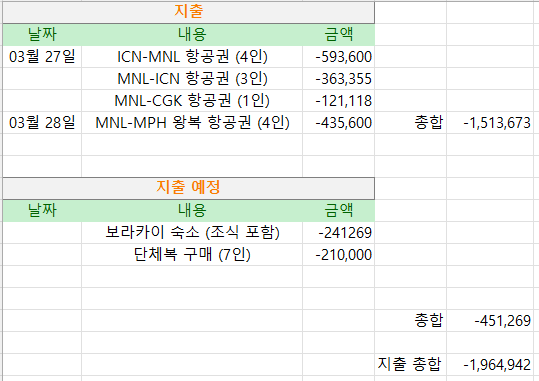 지출
날짜 내용 금액
03월 27일 ICN-MNL 항공권 (4인) -593,600
MNL-ICN 항공권 (3인) -363,355
MNL-CGK 항공권 (1인) -121,118
03월 28일 MNL-MPH 왕복 항공권 (4인) -435,600 총합 -1,513,673
지출 예정
날짜 내용 금액
보라카이 숙소 (조식 포함) -241269
단체복 구매 (7인) -210,000
총합 -451,269
지출 총합 -1,964,942